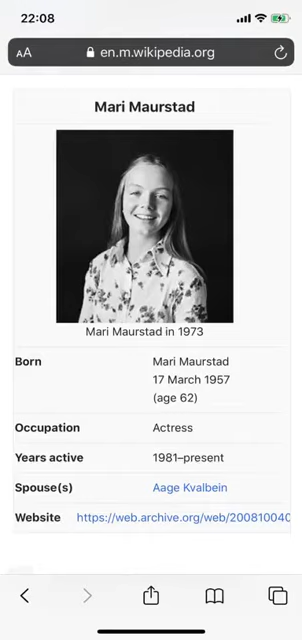 22:08
AA en.m.wikipedia.org
Mari Maurstad
Mari Maurstad in 1973
Born Mari Maurstad
17 March 1957
(age 62)
Occupation Actress
Years active 1981–present
Spouse(s) Aage Kvalbein
Website https://web.archive.org/web/200810040